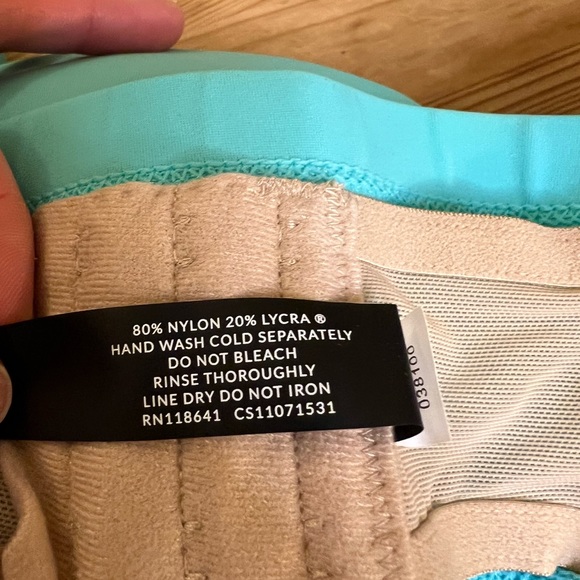 80% NYLON 20% LYCRA ®
HAND WASH COLD SEPARATELY
DO NOT BLEACH
RINSE THOROUGHLY
LINE DRY DO NOT IRON
RN118641 CS11071531
038166